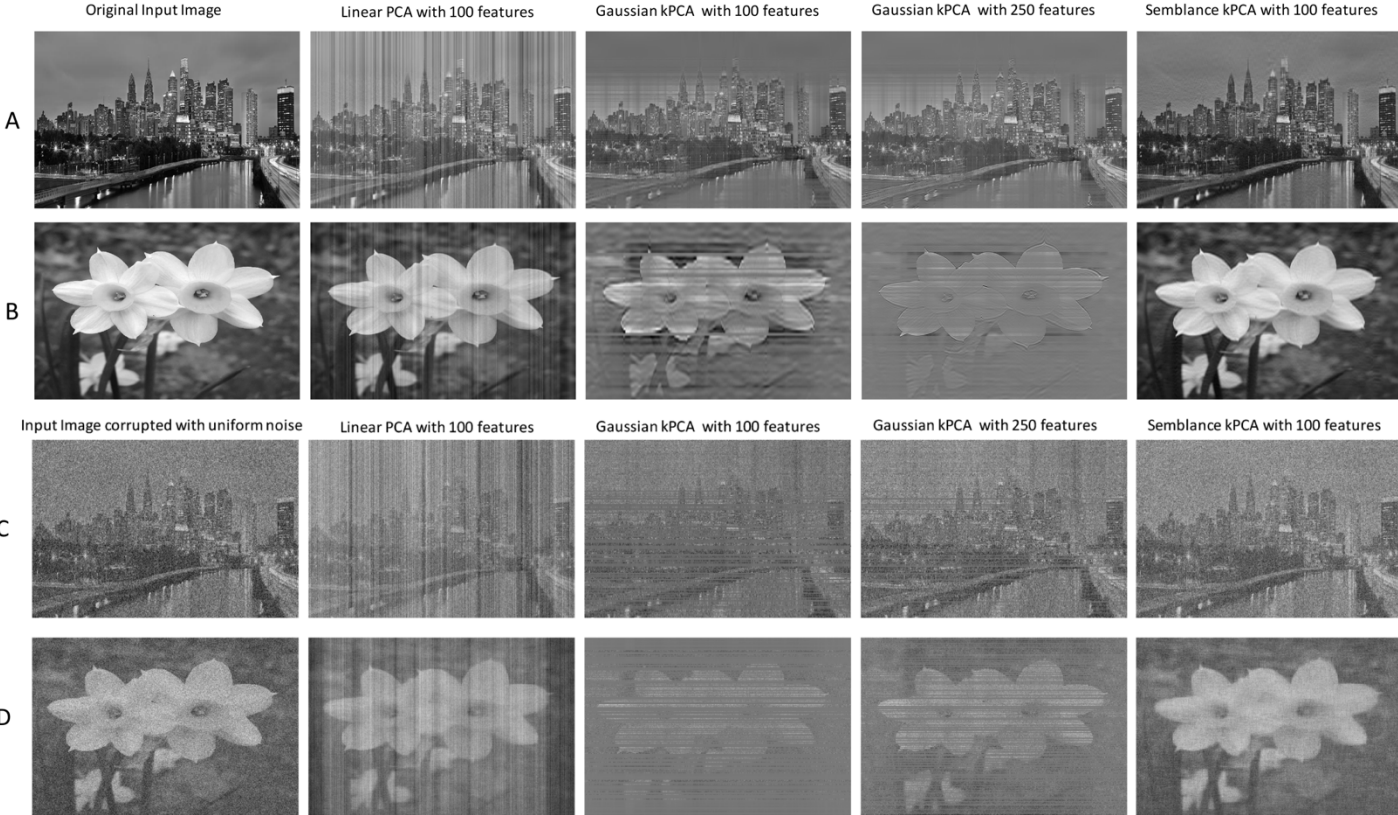 Original Input Image
Linear PCA with 100 features
Gaussian kPCA with 100 features
Gaussian kPCA with 250 features
Semblance kPCA with 100 features
A
B
Input Image corrupted with uniform noise
Linear PCA with 100 features
Gaussian kPCA with 100 features
Gaussian kPCA with 250 features
Semblance kPCA with 100 features
C
D